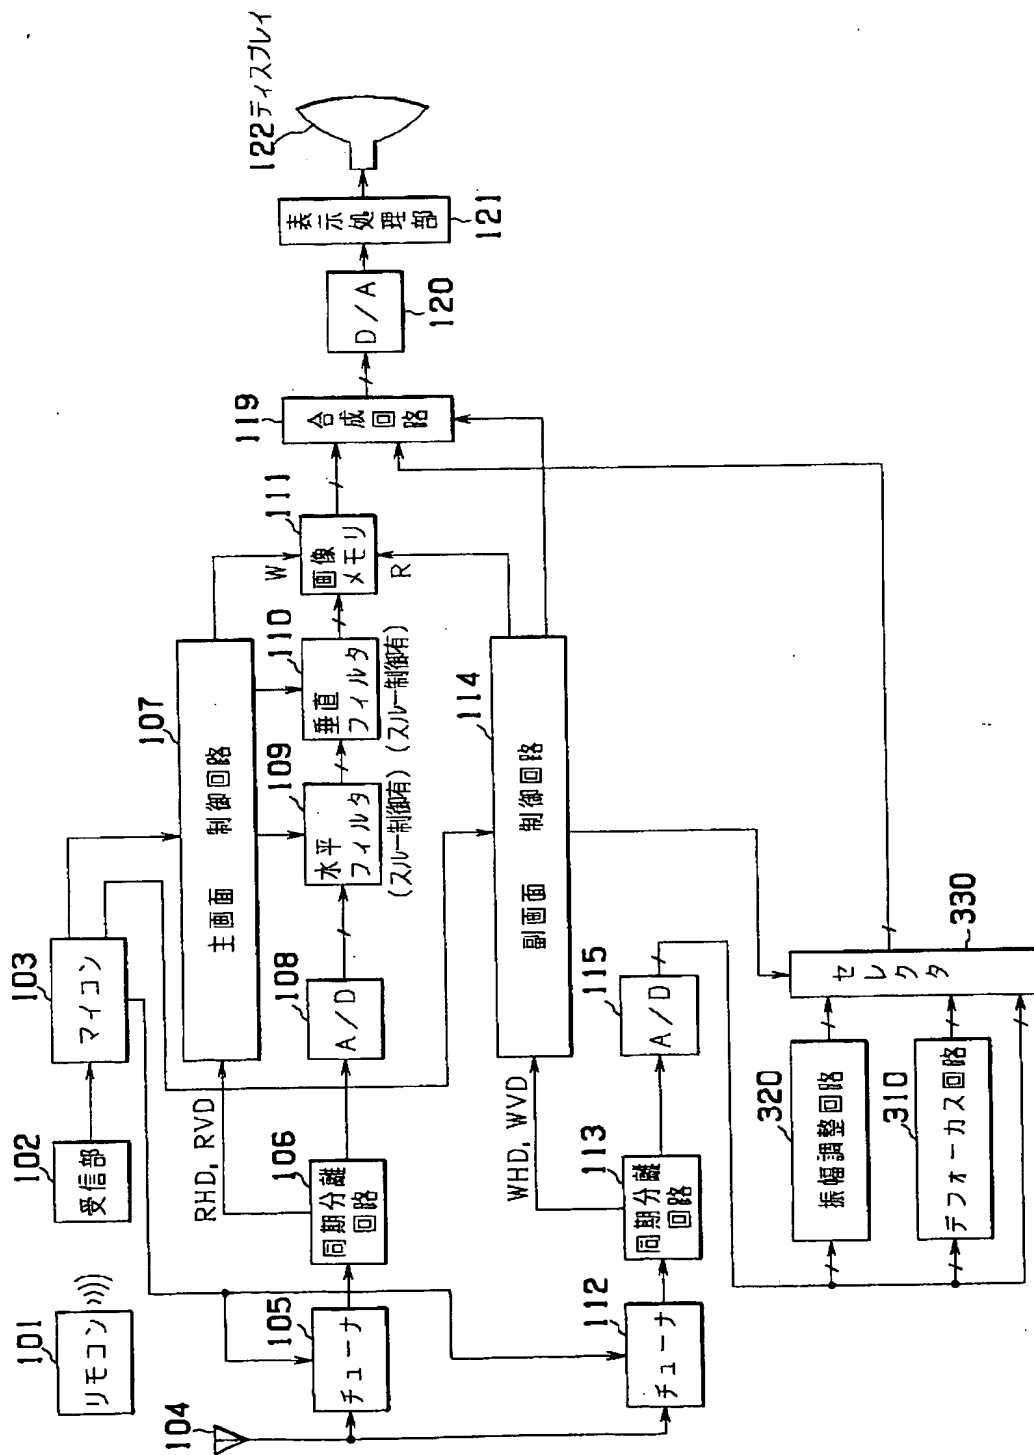 101
リモコン
102
受信部
103
マイコン
104
105
チューナ
106
同期分離
回路
RHD, RVD
107
主画面 制御回路
108
A/D
109
水平
フィルタ
(スルー制御有)
110
垂直
フィルタ
(スルー制御有)
W
111
画像
メモリ
R
112
チューナ
113
同期分離
回路
WHD, WVD
114
副画面 制御回路
115
A/D
320
振幅調整回路
310
デフォーカス回路
セレクタ
330
119
合成回路
D/A
120
表示処理部
121
122 ディスプレイ